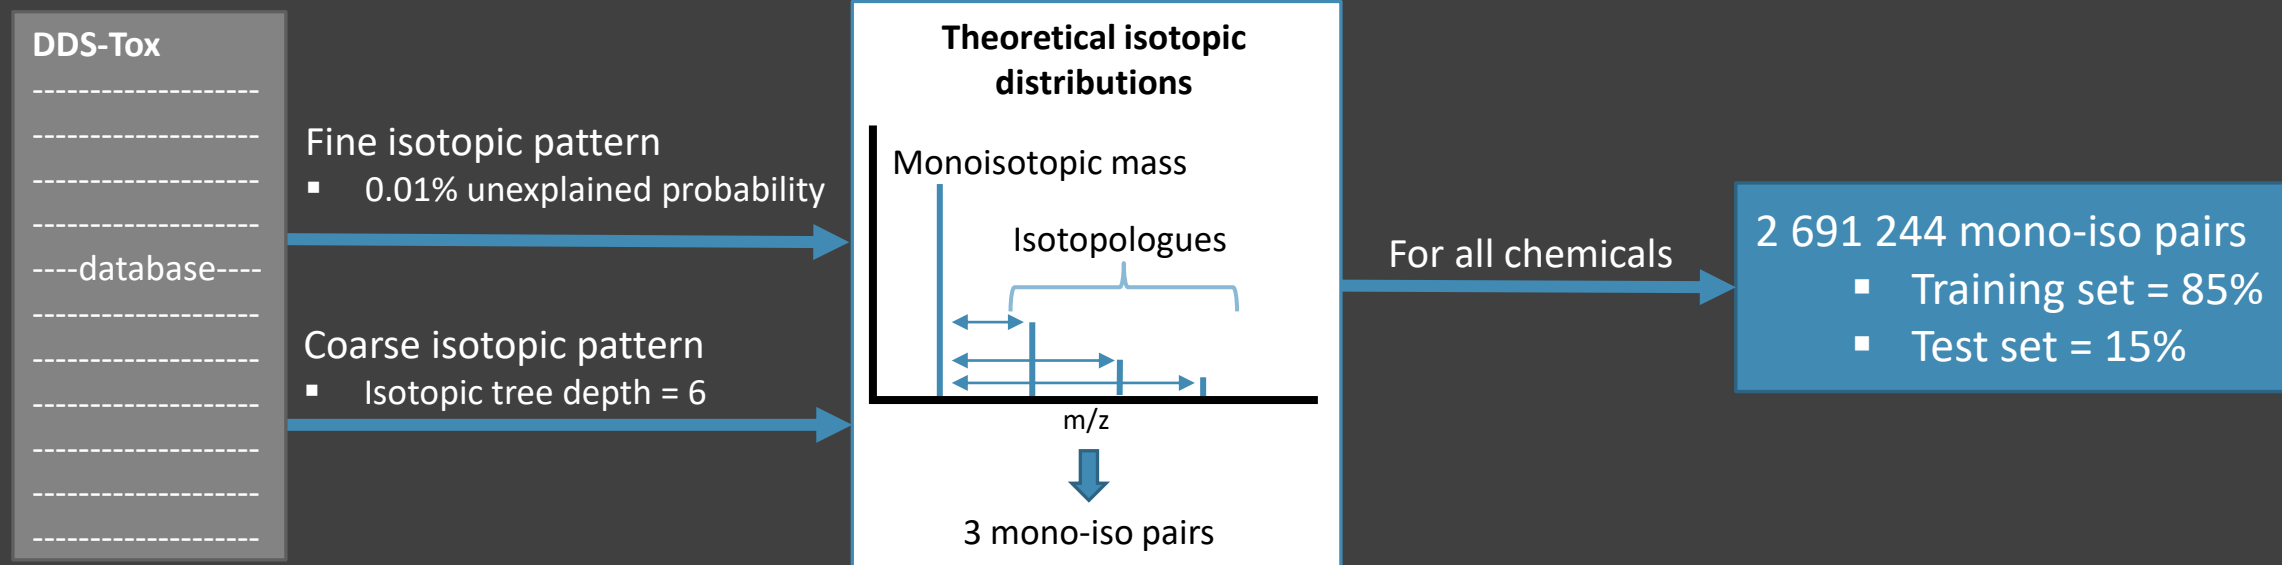 DDS-Tox
--------------------
--------------------
--------------------
--------------------
----database----
--------------------
--------------------
--------------------
--------------------
--------------------
--------------------
Fine isotopic pattern
▪ 0.01% unexplained probability
Coarse isotopic pattern
▪ Isotopic tree depth = 6
Theoretical isotopic
distributions
Monoisotopic mass
Isotopologues
m/z
3 mono-iso pairs
For all chemicals
2 691 244 mono-iso pairs
▪ Training set = 85%
▪ Test set = 15%